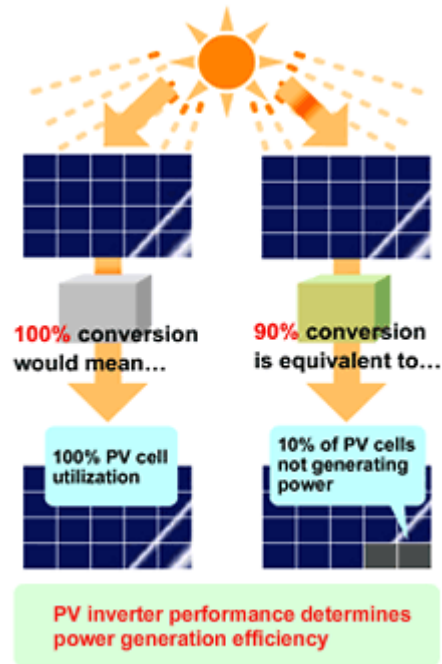 100% conversion
would mean...
90% conversion
is equivalent to...
100% PV cell
utilization
10% of PV cells
not generating
power
PV inverter performance determines
power generation efficiency